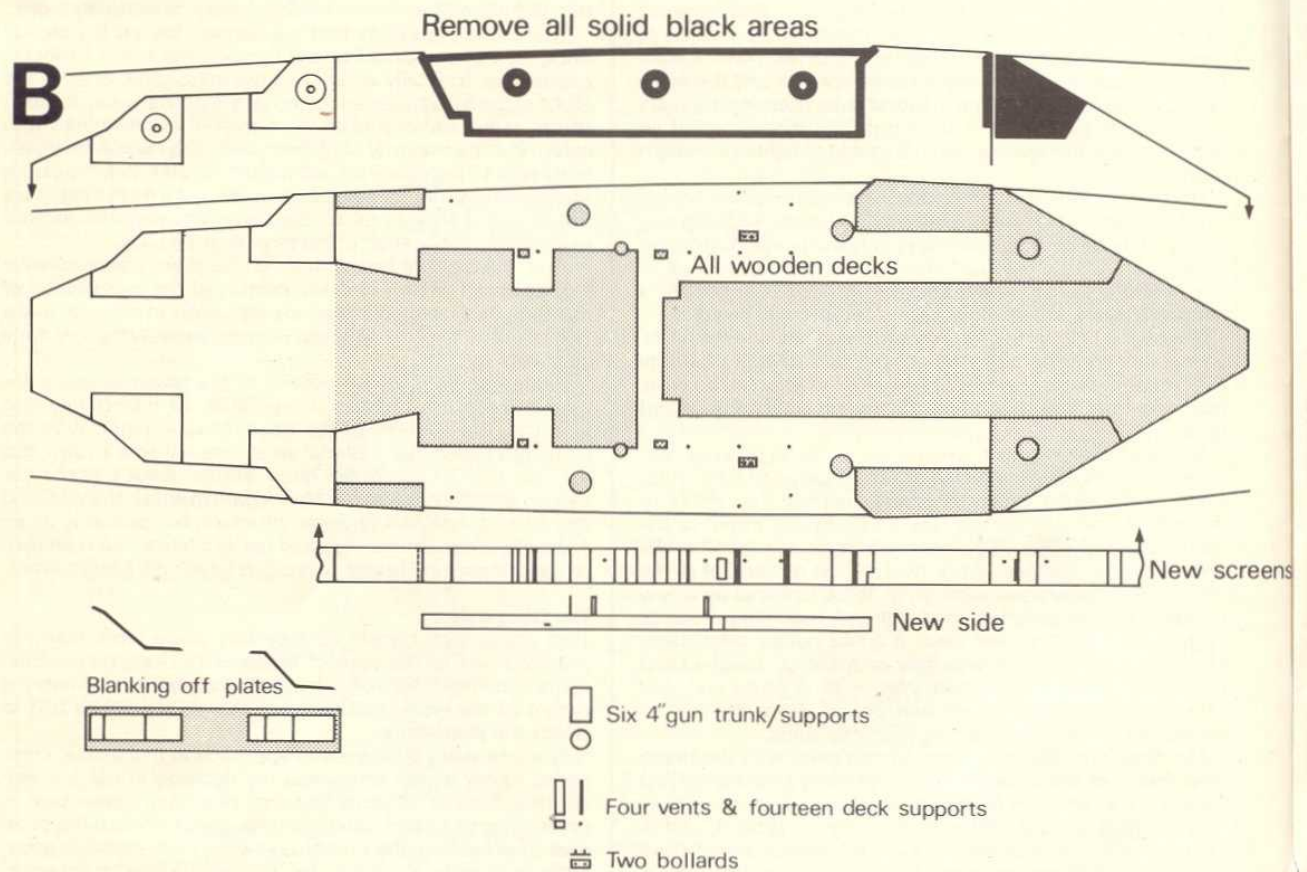 Remove all solid black areas
B
All wooden decks
New screens
New side
Blanking off plates
Six 4" gun trunk/supports
Four vents & fourteen deck supports
Two bollards